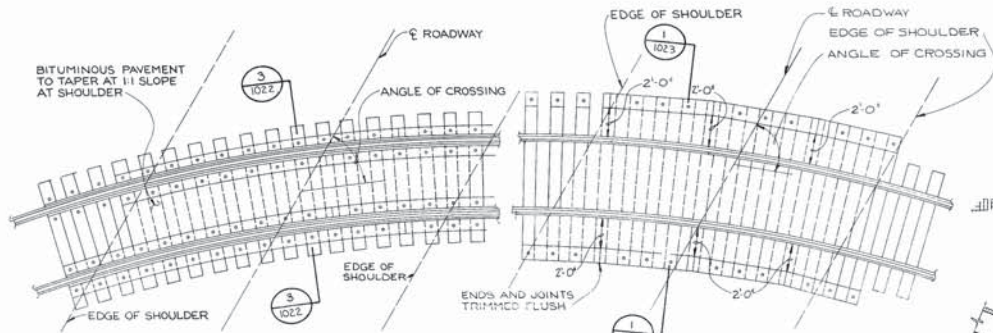 EDGE OF SHOULDER
℄ ROADWAY
EDGE OF SHOULDER
ANGLE OF CROSSING
℄ ROADWAY
1
1023
2'-0"
2'-0"
2'-0"
BITUMINOUS PAVEMENT
TO TAPER AT 1:1 SLOPE
AT SHOULDER
3
1022
ANGLE OF CROSSING
EDGE OF
SHOULDER
2'-0"
2'-0"
ENDS AND JOINTS
TRIMMED FLUSH
3
1022
EDGE OF SHOULDER
1